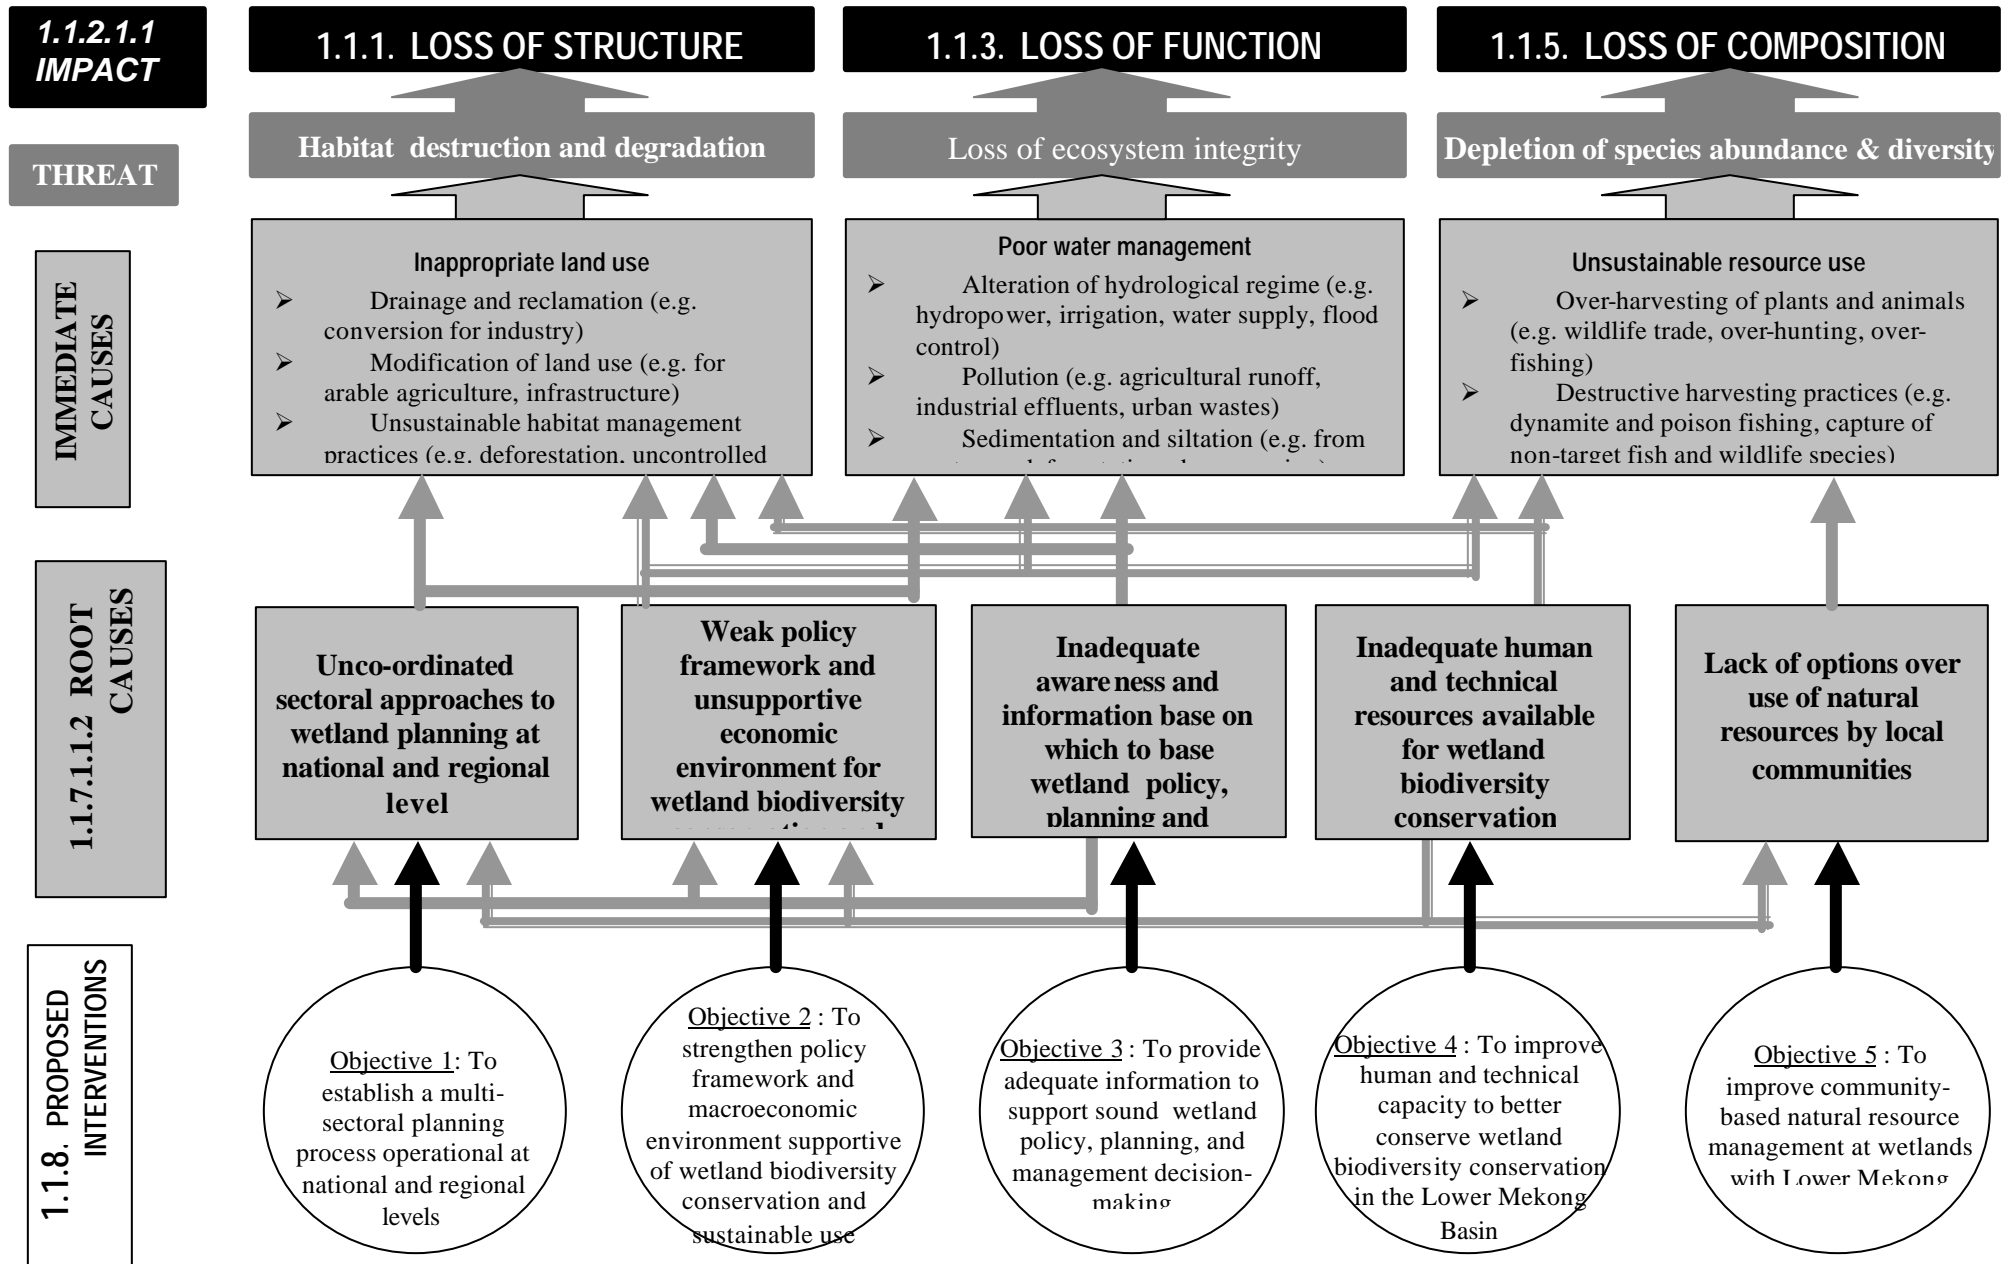 1.1.2.1.1
IMPACT
1.1.1. LOSS OF STRUCTURE
1.1.3. LOSS OF FUNCTION
1.1.5. LOSS OF COMPOSITION
THREAT
Habitat destruction and degradation
Loss of ecosystem integrity
Depletion of species abundance & diversity
IMMEDIATE
CAUSES
Inappropriate land use
➢ Drainage and reclamation (e.g.
conversion for industry)
➢ Modification of land use (e.g. for
arable agriculture, infrastructure)
➢ Unsustainable habitat management
practices (e.g. deforestation, uncontrolled
Poor water management
➢ Alteration of hydrological regime (e.g.
hydropower, irrigation, water supply, flood
control)
➢ Pollution (e.g. agricultural runoff,
industrial effluents, urban wastes)
➢ Sedimentation and siltation (e.g. from
Unsustainable resource use
➢ Over-harvesting of plants and animals
(e.g. wildlife trade, over-hunting, over-
fishing)
➢ Destructive harvesting practices (e.g.
dynamite and poison fishing, capture of
non-target fish and wildlife species)
1.1.7.1.1.2 ROOT
CAUSES
Unco-ordinated
sectoral approaches to
wetland planning at
national and regional
level
Weak policy
framework and
unsupportive
economic
environment for
wetland biodiversity
Inadequate
awareness and
information base on
which to base
wetland policy,
planning and
Inadequate human
and technical
resources available
for wetland
biodiversity
conservation
Lack of options over
use of natural
resources by local
communities
1.1.8. PROPOSED
INTERVENTIONS
Objective 1: To
establish a multi-
sectoral planning
process operational at
national and regional
levels
Objective 2 : To
strengthen policy
framework and
macroeconomic
environment supportive
of wetland biodiversity
conservation and
sustainable use
Objective 3 : To provide
adequate information to
support sound wetland
policy, planning, and
management decision-
making
Objective 4 : To improve
human and technical
capacity to better
conserve wetland
biodiversity conservation
in the Lower Mekong
Basin
Objective 5 : To
improve community-
based natural resource
management at wetlands
with Lower Mekong